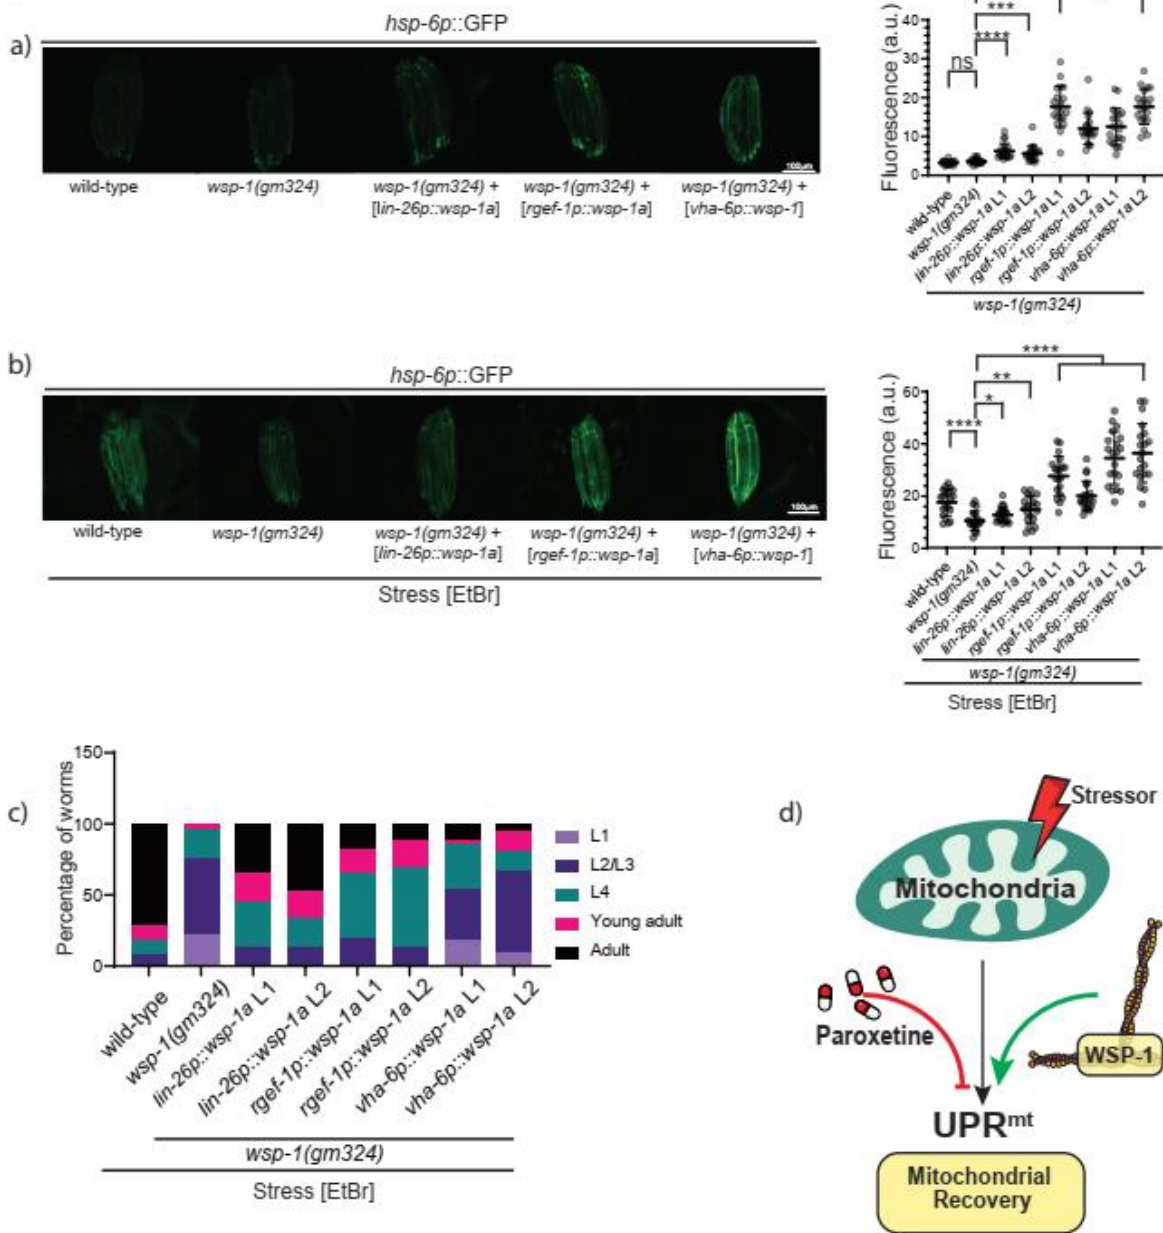 a)
hsp-6p::GFP
100µm
wild-type
wsp-1(gm324)
wsp-1(gm324) +
[lin-26p::wsp-1a]
wsp-1(gm324) +
[rgef-1p::wsp-1a]
wsp-1(gm324) +
[vha-6p::wsp-1]
Fluorescence (a.u.)
40
30
20
10
0
ns
****
***
wild-type
wsp-1(gm324)
lin-26p::wsp-1a L1
lin-26p::wsp-1a L2
rgef-1p::wsp-1a L1
rgef-1p::wsp-1a L2
vha-6p::wsp-1a L1
vha-6p::wsp-1a L2
wsp-1(gm324)
b)
hsp-6p::GFP
100µm
wild-type
wsp-1(gm324)
wsp-1(gm324) +
[lin-26p::wsp-1a]
wsp-1(gm324) +
[rgef-1p::wsp-1a]
wsp-1(gm324) +
[vha-6p::wsp-1]
Stress [EtBr]
Fluorescence (a.u.)
60
40
20
0
****
*
**
****
wild-type
wsp-1(gm324)
lin-26p::wsp-1a L1
lin-26p::wsp-1a L2
rgef-1p::wsp-1a L1
rgef-1p::wsp-1a L2
vha-6p::wsp-1a L1
vha-6p::wsp-1a L2
wsp-1(gm324)
Stress [EtBr]
c)
Percentage of worms
150
100
50
0
L1
L2/L3
L4
Young adult
Adult
wild-type
wsp-1(gm324)
lin-26p::wsp-1a L1
lin-26p::wsp-1a L2
rgef-1p::wsp-1a L1
rgef-1p::wsp-1a L2
vha-6p::wsp-1a L1
vha-6p::wsp-1a L2
wsp-1(gm324)
Stress [EtBr]
d)
Stressor
Mitochondria
Paroxetine
WSP-1
UPRmt
Mitochondrial
Recovery